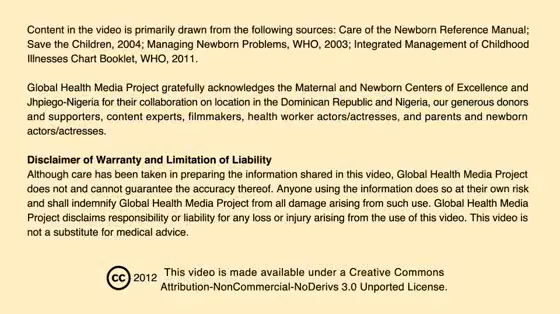 Content in the video is primarily drawn from the following sources: Care of the Newborn Reference Manual;
Save the Children, 2004; Managing Newborn Problems, WHO, 2003; Integrated Management of Childhood
Illnesses Chart Booklet, WHO, 2011.
Global Health Media Project gratefully acknowledges the Maternal and Newborn Centers of Excellence and
Jhpiego-Nigeria for their collaboration on location in the Dominican Republic and Nigeria, our generous donors
and supporters, content experts, filmmakers, health worker actors/actresses, and parents and newborn
actors/actresses.
Disclaimer of Warranty and Limitation of Liability
Although care has been taken in preparing the information shared in this video, Global Health Media Project
does not and cannot guarantee the accuracy thereof. Anyone using the information does so at their own risk
and shall indemnify Global Health Media Project from all damage arising from such use. Global Health Media
Project disclaims responsibility or liability for any loss or injury arising from the use of this video. This video is
not a substitute for medical advice.
cc 2012 This video is made available under a Creative Commons
Attribution-NonCommercial-NoDerivs 3.0 Unported License.